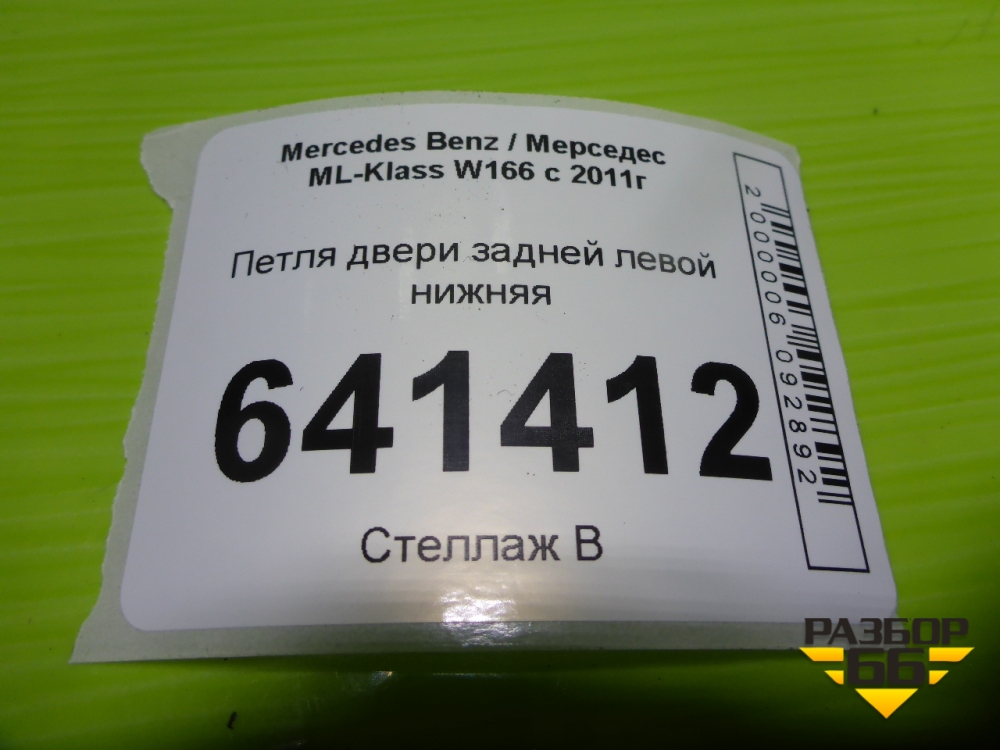 Mercedes Benz / Мерседес
ML-Klass W166 с 2011г
Петля двери задней левой
нижняя
641412
Стеллаж В
2000006092892
РАЗБОР
66